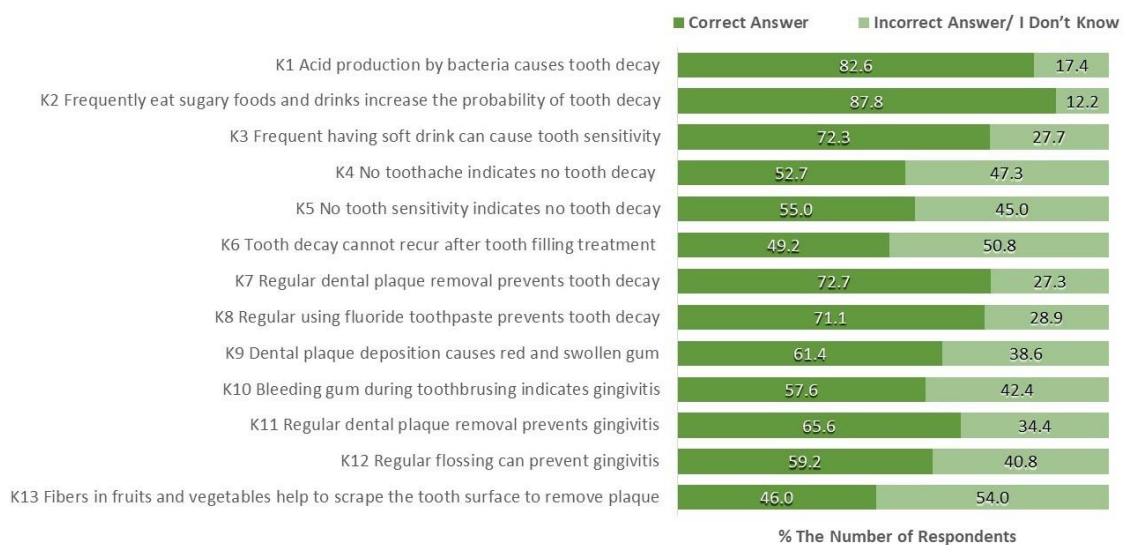 Correct Answer Incorrect Answer/ I Don't Know
K1 Acid production by bacteria causes tooth decay 82.6 17.4
K2 Frequently eat sugary foods and drinks increase the probability of tooth decay 87.8 12.2
K3 Frequent having soft drink can cause tooth sensitivity 72.3 27.7
K4 No toothache indicates no tooth decay 52.7 47.3
K5 No tooth sensitivity indicates no tooth decay 55.0 45.0
K6 Tooth decay cannot recur after tooth filling treatment 49.2 50.8
K7 Regular dental plaque removal prevents tooth decay 72.7 27.3
K8 Regular using fluoride toothpaste prevents tooth decay 71.1 28.9
K9 Dental plaque deposition causes red and swollen gum 61.4 38.6
K10 Bleeding gum during toothbrusing indicates gingivitis 57.6 42.4
K11 Regular dental plaque removal prevents gingivitis 65.6 34.4
K12 Regular flossing can prevent gingivitis 59.2 40.8
K13 Fibers in fruits and vegetables help to scrape the tooth surface to remove plaque 46.0 54.0
% The Number of Respondents